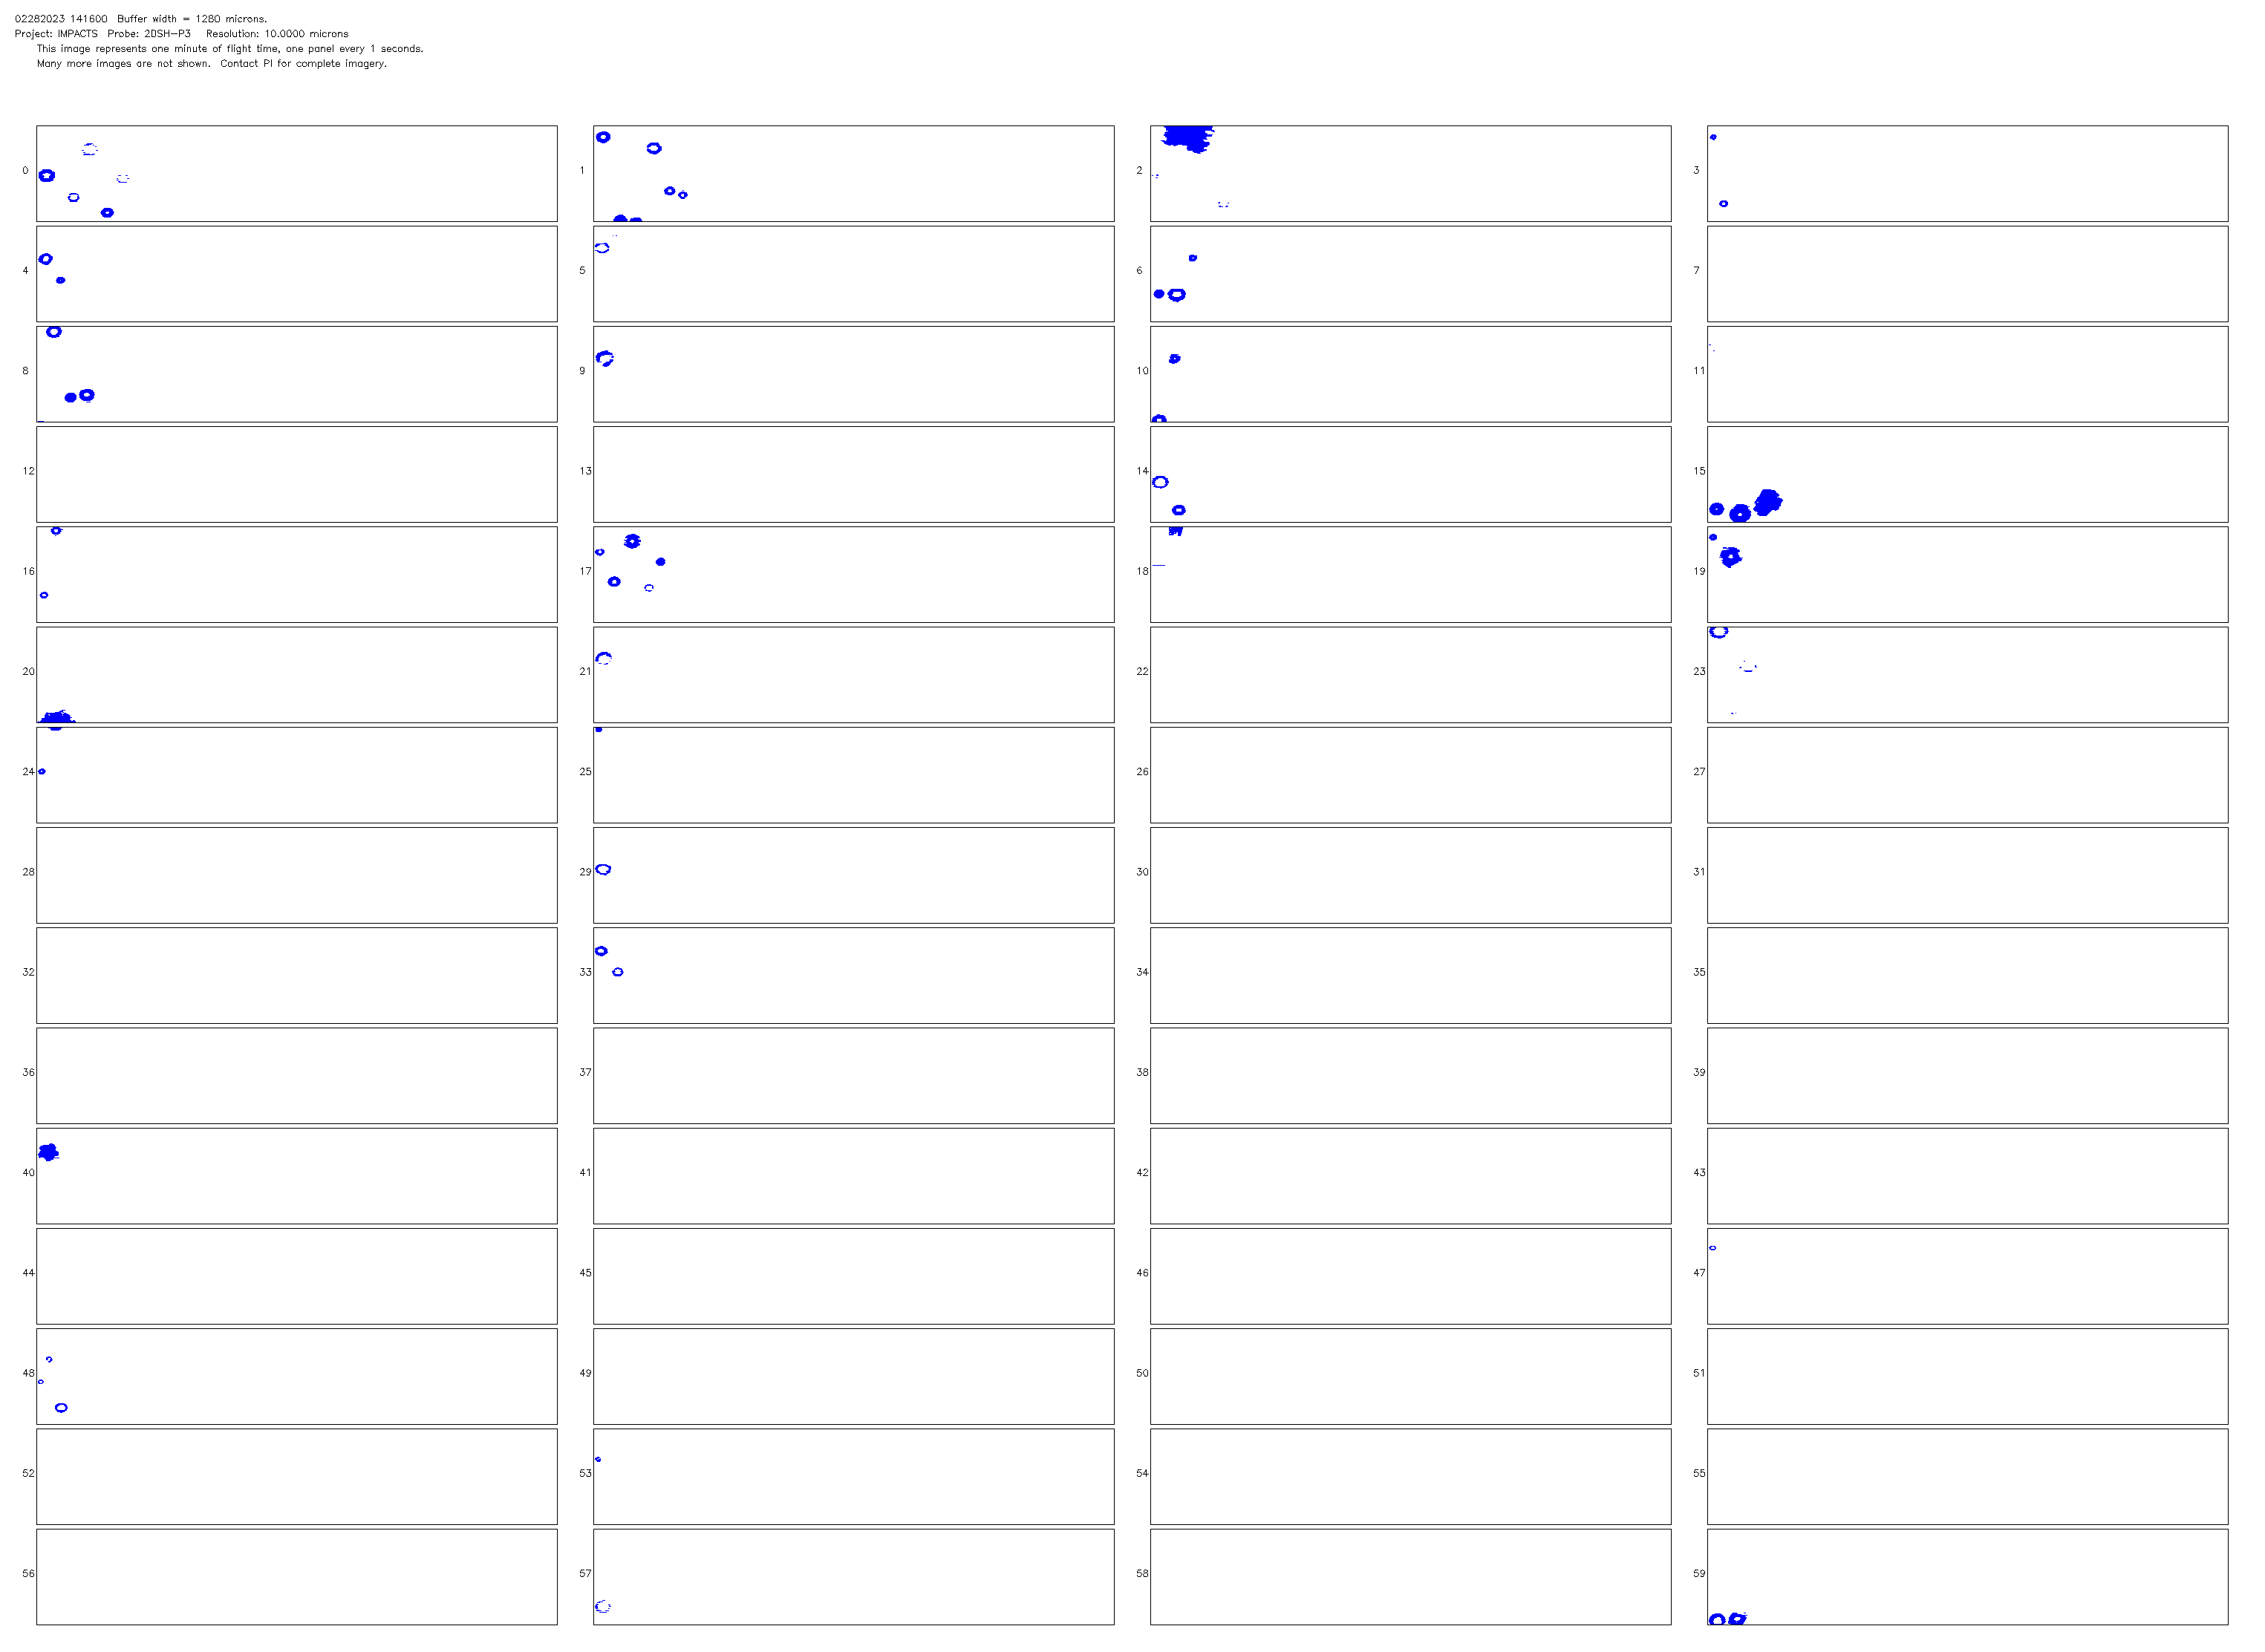 02282023 141600  Buffer width = 1280 microns.
Project: IMPACTS  Probe: 2DSH-P3    Resolution: 10.0000 microns
This image represents one minute of flight time, one panel every 1 seconds.
Many more images are not shown.  Contact PI for complete imagery.
0 1 2 3
4 5 6 7
8 9 10 11
12 13 14 15
16 17 18 19
20 21 22 23
24 25 26 27
28 29 30 31
32 33 34 35
36 37 38 39
40 41 42 43
44 45 46 47
48 49 50 51
52 53 54 55
56 57 58 59